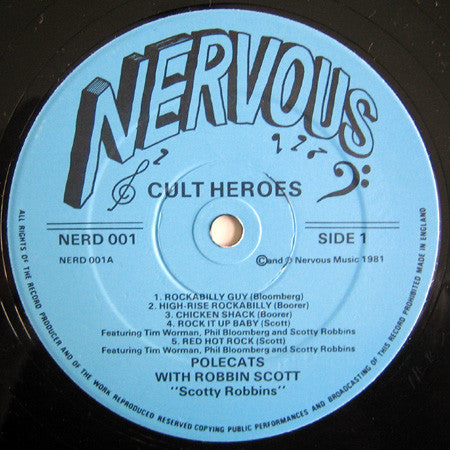 NERVOUS
CULT HEROES
NERD 001 SIDE 1
NERD 001A ©and ℗ Nervous Music 1981
1. ROCKABILLY GUY (Bloomberg)
2. HIGH-RISE ROCKABILLY (Boorer)
3. CHICKEN SHACK (Boorer)
4. ROCK IT UP BABY (Scott)
Featuring Tim Worman, Phil Bloomberg and Scotty Robbins
5. RED HOT ROCK (Scott)
Featuring Tim Worman, Phil Bloomberg and Scotty Robbins
POLECATS
WITH ROBBIN SCOTT
"Scotty Robbins"
ALL RIGHTS OF THE RECORD PRODUCER AND OF THE WORK REPRODUCED RESERVED COPYING PUBLIC PERFORMANCES AND BROADCASTING OF THIS RECORD PROHIBITED MADE IN ENGLAND